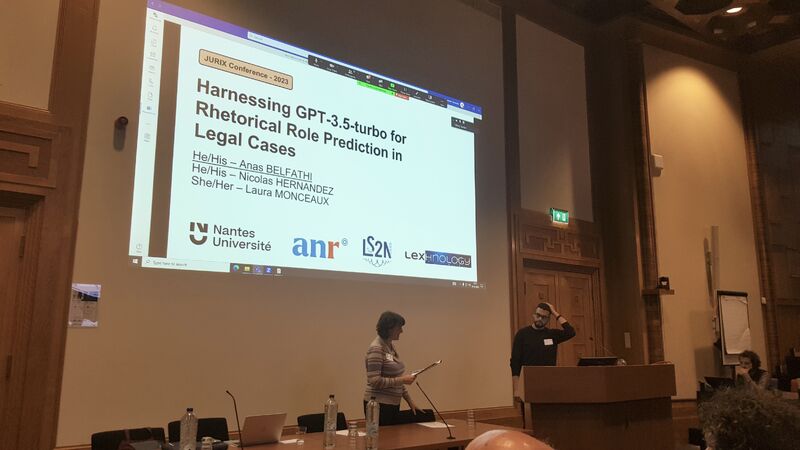 JURIX Conference - 2023
Harnessing GPT-3.5-turbo for
Rhetorical Role Prediction in
Legal Cases
He/His – Anas BELFATHI
He/His – Nicolas HERNANDEZ
She/Her – Laura MONCEAUX
Nantes
Université
anr
LS2N
LEXHNOLOGY